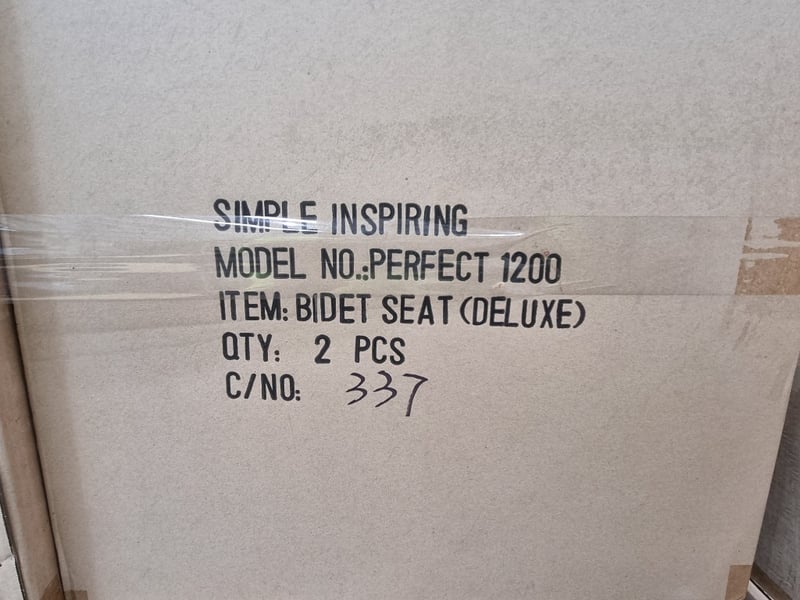 SIMPLE INSPIRING
MODEL NO.:PERFECT 1200
ITEM: BIDET SEAT (DELUXE)
QTY: 2 PCS
C/NO: 337